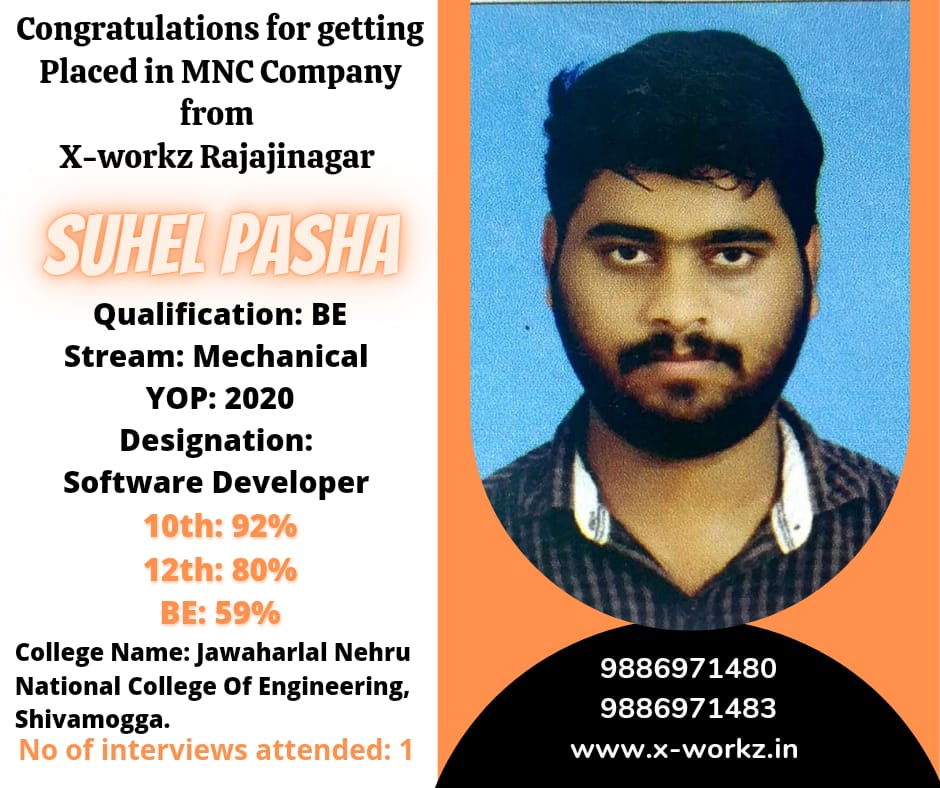 Congratulations for getting
Placed in MNC Company
from
X-workz Rajajinagar
SUHEL PASHA
Qualification: BE
Stream: Mechanical
YOP: 2020
Designation:
Software Developer
10th: 92%
12th: 80%
BE: 59%
College Name: Jawaharlal Nehru
National College Of Engineering,
Shivamogga.
No of interviews attended: 1
9886971480
9886971483
www.x-workz.in